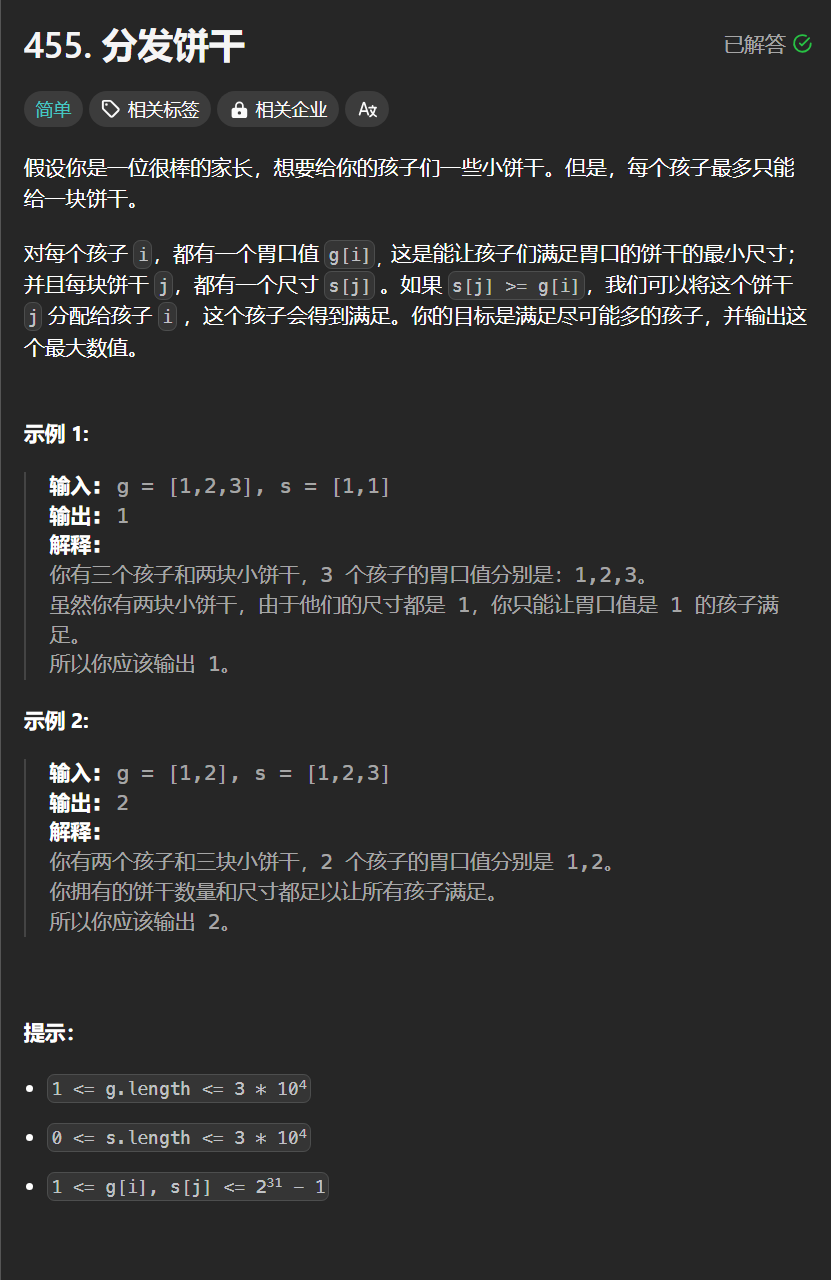 455. 分发饼干
已解答
简单 相关标签 相关企业
假设你是一位很棒的家长，想要给你的孩子们一些小饼干。但是，每个孩子最多只能
给一块饼干。
对每个孩子 i，都有一个胃口值 g[i]，这是能让孩子们满足胃口的饼干的最小尺寸；
并且每块饼干 j，都有一个尺寸 s[j] 。如果 s[j] >= g[i]，我们可以将这个饼干
j 分配给孩子 i ，这个孩子会得到满足。你的目标是满足尽可能多的孩子，并输出这
个最大数值。
示例 1:
输入: g = [1,2,3], s = [1,1]
输出: 1
解释:
你有三个孩子和两块小饼干，3 个孩子的胃口值分别是：1,2,3。
虽然你有两块小饼干，由于他们的尺寸都是 1，你只能让胃口值是 1 的孩子满
足。
所以你应该输出 1。
示例 2:
输入: g = [1,2], s = [1,2,3]
输出: 2
解释:
你有两个孩子和三块小饼干，2 个孩子的胃口值分别是 1,2。
你拥有的饼干数量和尺寸都足以让所有孩子满足。
所以你应该输出 2。
提示：
1 <= g.length <= 3 * 10⁴
0 <= s.length <= 3 * 10⁴
1 <= g[i], s[j] <= 2³¹ - 1